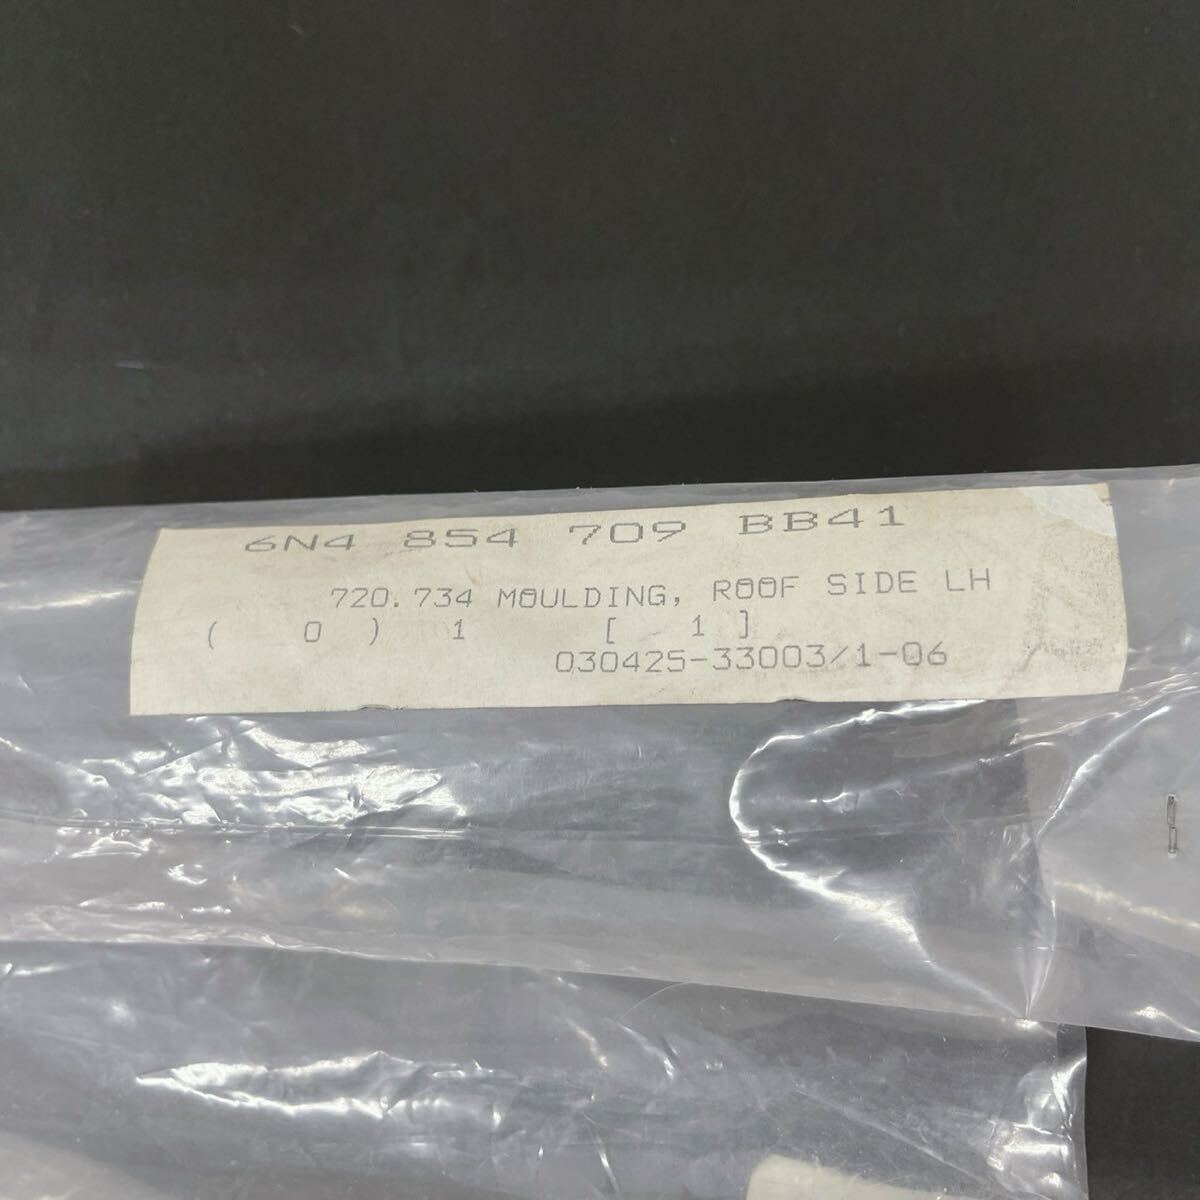 6N4 854 709 BB41
720.734 MOULDING, ROOF SIDE LH
( 0 ) 1 [ 1 ]
030425-33003/1-06